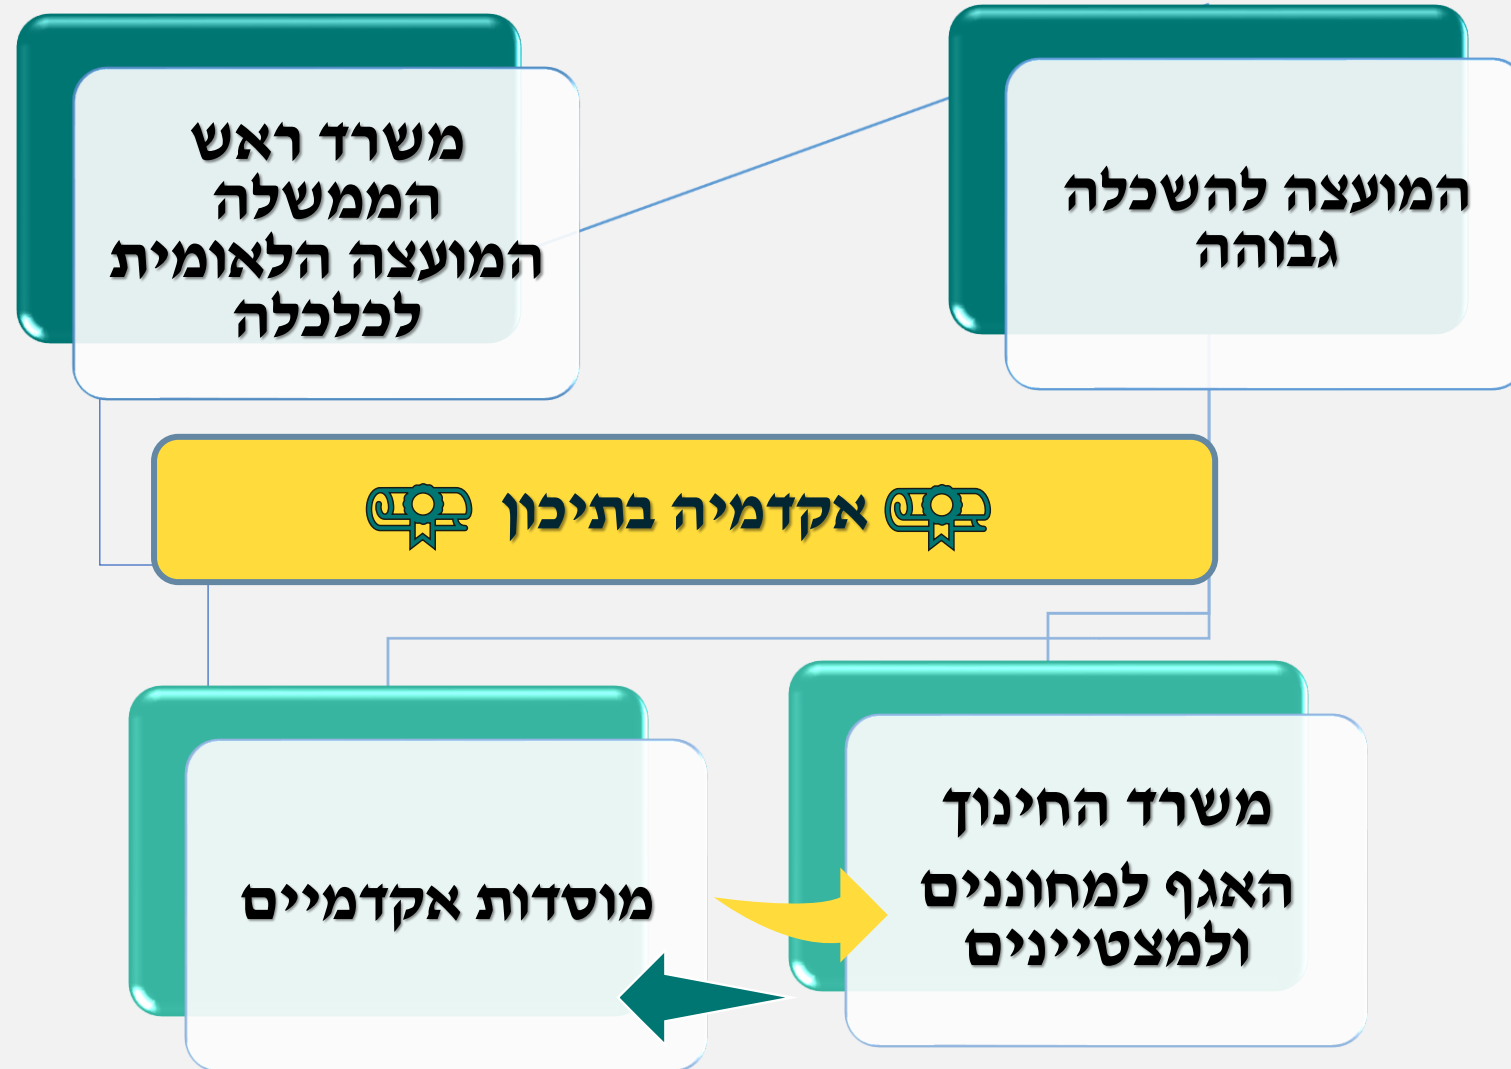 המועצה להשכלה
גבוהה
משרד ראש
הממשלה
המועצה הלאומית
לכלכלה
אקדמיה בתיכון
משרד החינוך
האגף למחוננים
ולמצטיינים
מוסדות אקדמיים